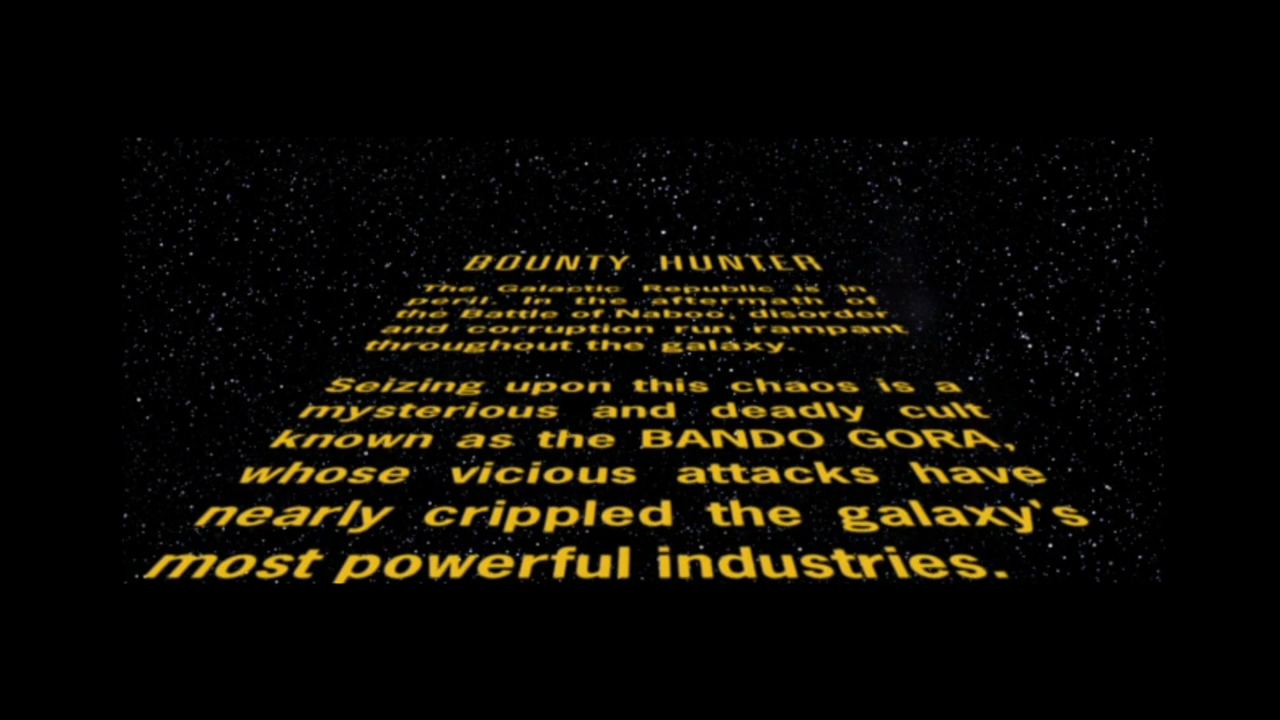 BOUNTY HUNTER
The Galactic Republic is in
peril. In the aftermath of
the Battle of Naboo, disorder
and corruption run rampant
throughout the galaxy.
Seizing upon this chaos is a
mysterious and deadly cult
known as the BANDO GORA,
whose vicious attacks have
nearly crippled the galaxy's
most powerful industries.